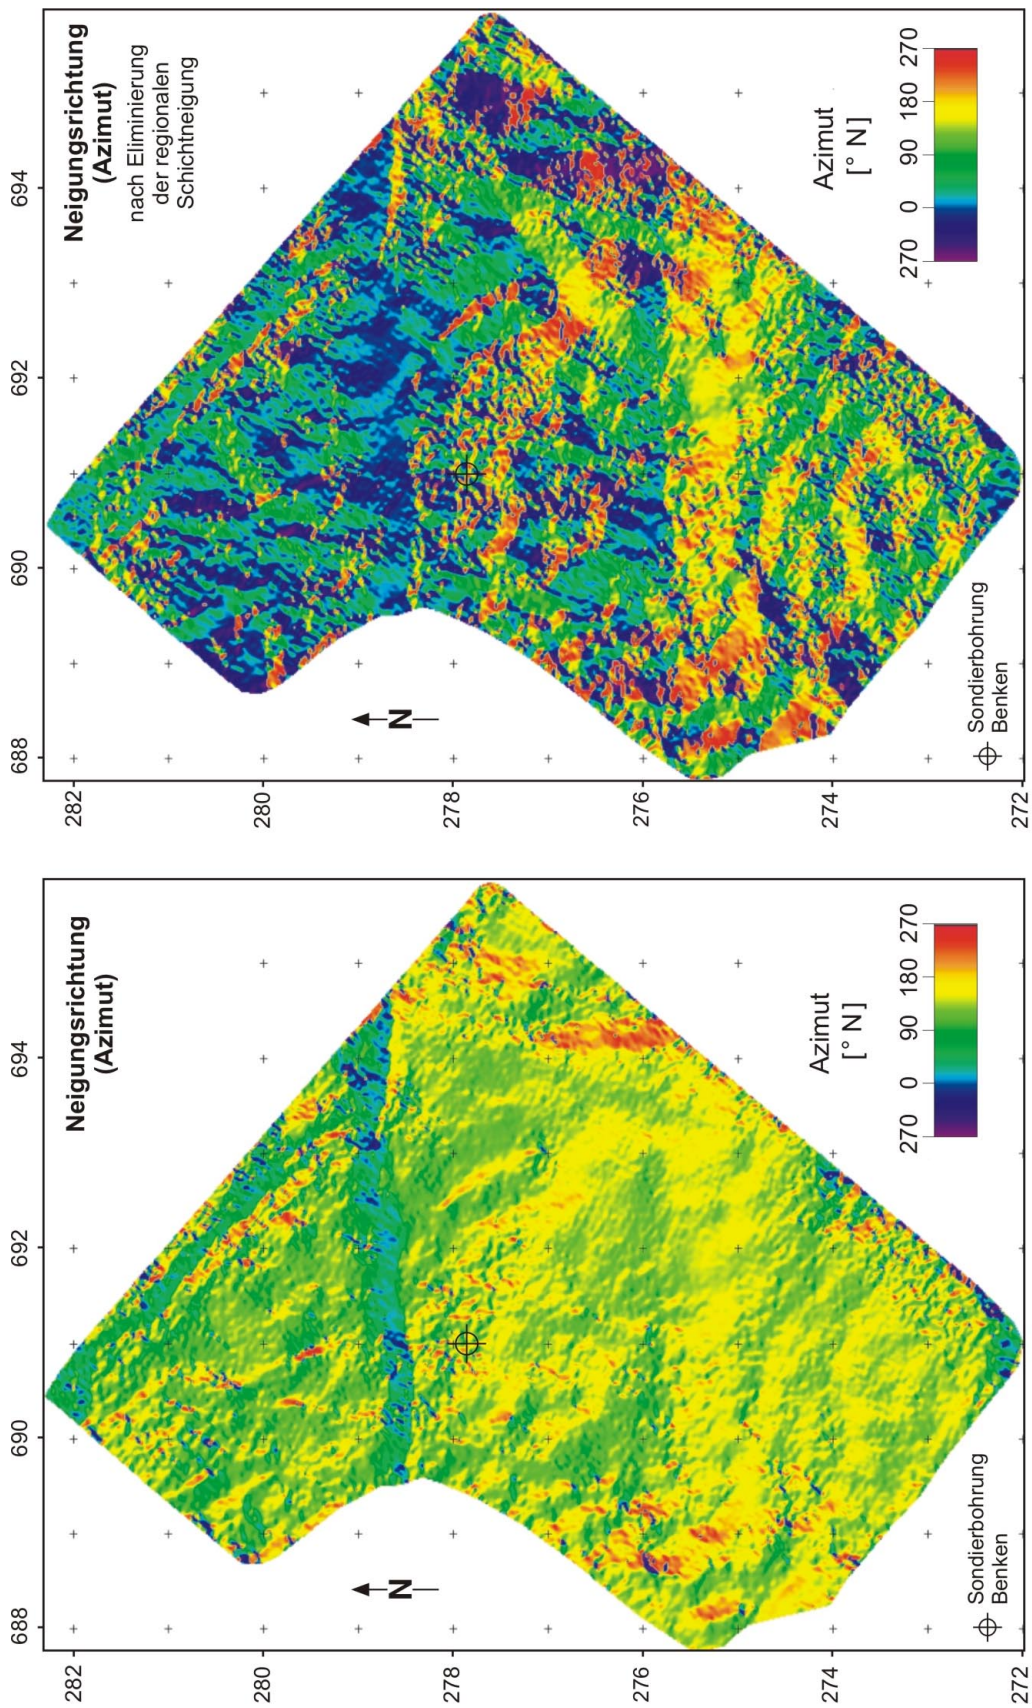 688 690 692 694
Neigungsrichtung
(Azimut)
282
280
278
276
274
272
N
Azimut
[° N]
270 0 90 180 270
Sondierbohrung
Benken
688 690 692 694
Neigungsrichtung
(Azimut)
nach Eliminierung
der regionalen
Schichtneigung
282
280
278
276
274
272
N
Azimut
[° N]
270 0 90 180 270
Sondierbohrung
Benken